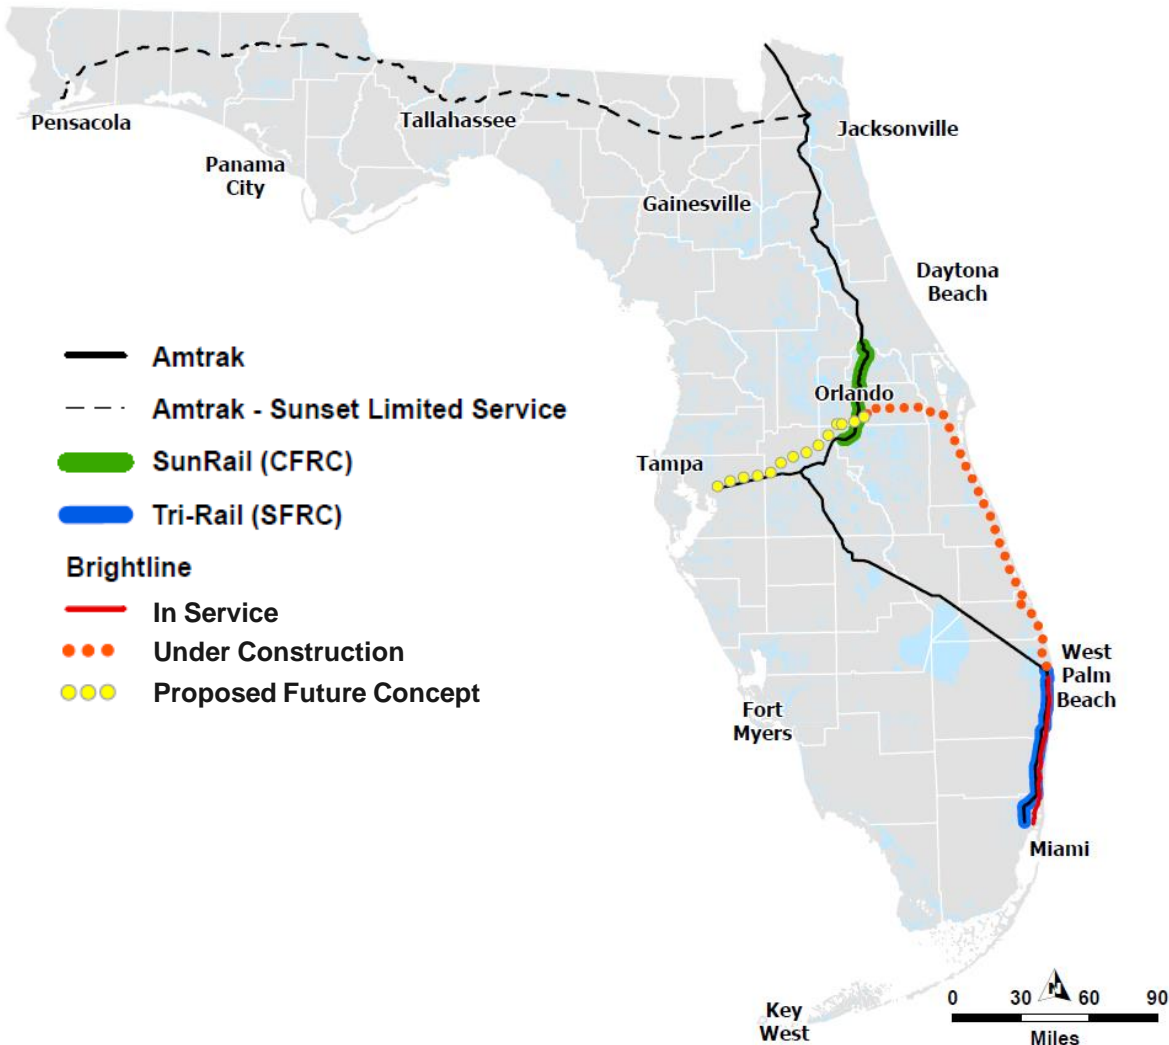 Pensacola
Tallahassee
Jacksonville
Panama
City
Gainesville
Daytona
Beach
Amtrak
Orlando
Amtrak - Sunset Limited Service
SunRail (CFRC)
Tampa
Tri-Rail (SFRC)
Brightline
In Service
Under Construction
West
Palm
Beach
Proposed Future Concept
Fort
Myers
Miami
N
0 30 60 90
Miles
Key
West